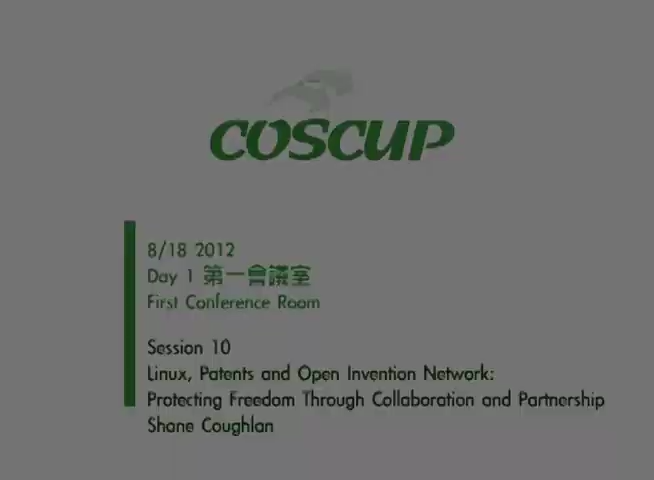 COSCUP
8/18 2012
Day 1 第一會議室
First Conference Room
Session 10
Linux, Patents and Open Invention Network:
Protecting Freedom Through Collaboration and Partnership
Shane Coughlan